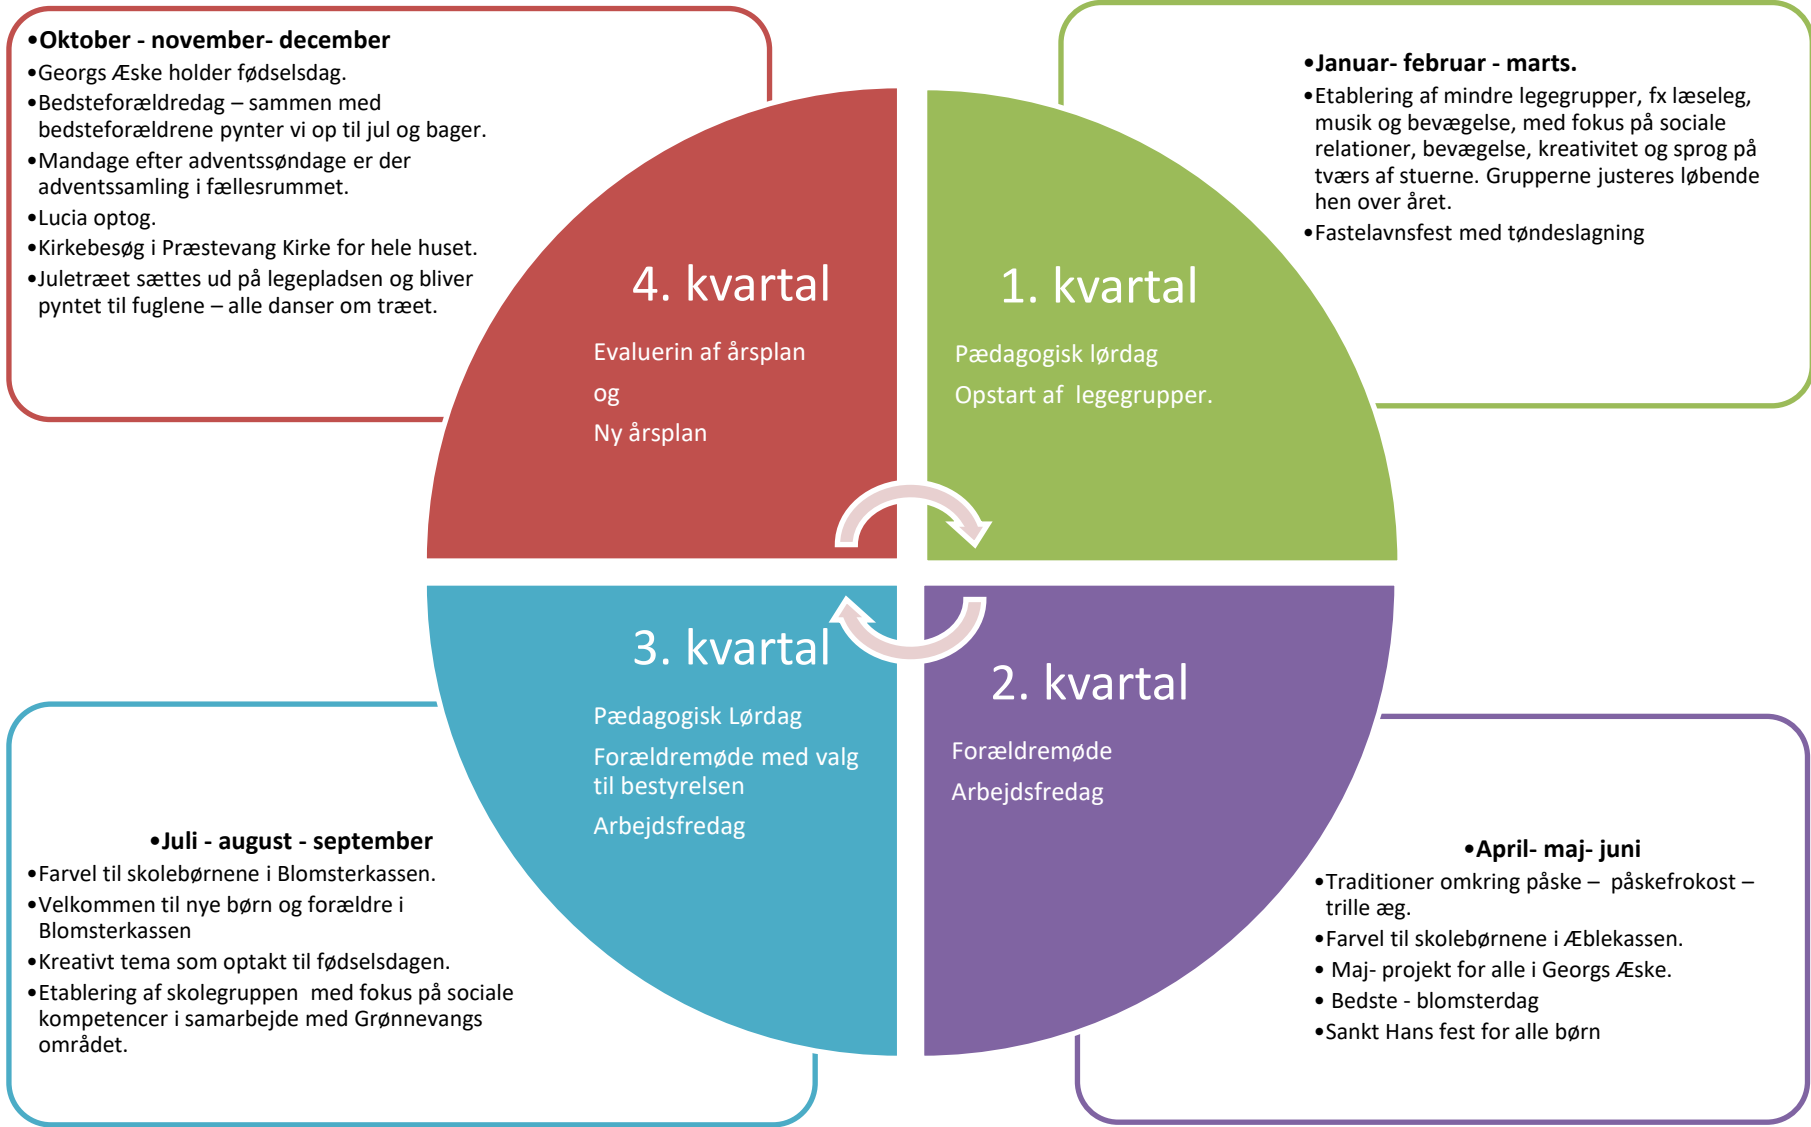 •Oktober - november- december
•Georgs Æske holder fødselsdag.
•Bedsteforældredag – sammen med
bedsteforældrene pynter vi op til jul og bager.
•Mandage efter adventssøndage er der
adventssamling i fællesrummet.
•Lucia optog.
•Kirkebesøg i Præstevang Kirke for hele huset.
•Juletræet sættes ud på legepladsen og bliver
pyntet til fuglene – alle danser om træet.
•Januar- februar - marts.
•Etablering af mindre legegrupper, fx læseleg,
musik og bevægelse, med fokus på sociale
relationer, bevægelse, kreativitet og sprog på
tværs af stuerne. Grupperne justeres løbende
hen over året.
•Fastelavnsfest med tøndeslagning
4. kvartal
Evaluerin af årsplan
og
Ny årsplan
1. kvartal
Pædagogisk lørdag
Opstart af  legegrupper.
3. kvartal
Pædagogisk Lørdag
Forældremøde med valg
til bestyrelsen
Arbejdsfredag
2. kvartal
Forældremøde
Arbejdsfredag
•Juli - august - september
•Farvel til skolebørnene i Blomsterkassen.
•Velkommen til nye børn og forældre i
Blomsterkassen
•Kreativt tema som optakt til fødselsdagen.
•Etablering af skolegruppen  med fokus på sociale
kompetencer i samarbejde med Grønnevangs
området.
•April- maj- juni
•Traditioner omkring påske –  påskefrokost –
trille æg.
•Farvel til skolebørnene i Æblekassen.
• Maj- projekt for alle i Georgs Æske.
• Bedste - blomsterdag
•Sankt Hans fest for alle børn